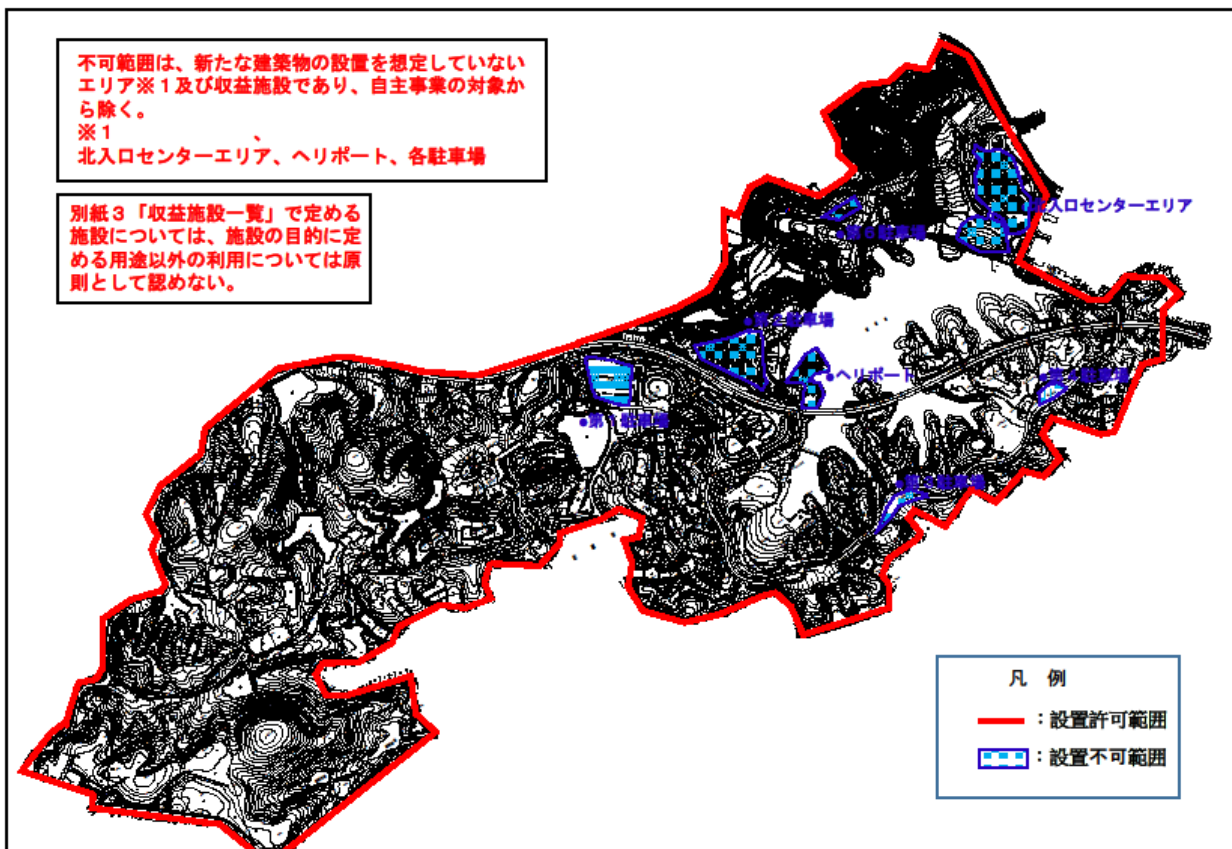 不可範囲は、新たな建築物の設置を想定していない
エリア※1及び収益施設であり、自主事業の対象か
ら除く。
※1　　　　　　　、
北入口センターエリア、ヘリポート、各駐車場
別紙3「収益施設一覧」で定める
施設については、施設の目的に定
める用途以外の利用については原
則として認めない。
北入口センターエリア
●第6駐車場
●第2駐車場
●ヘリポート
●第4駐車場
●第1駐車場
●第3駐車場
凡　例
：設置許可範囲
：設置不可範囲